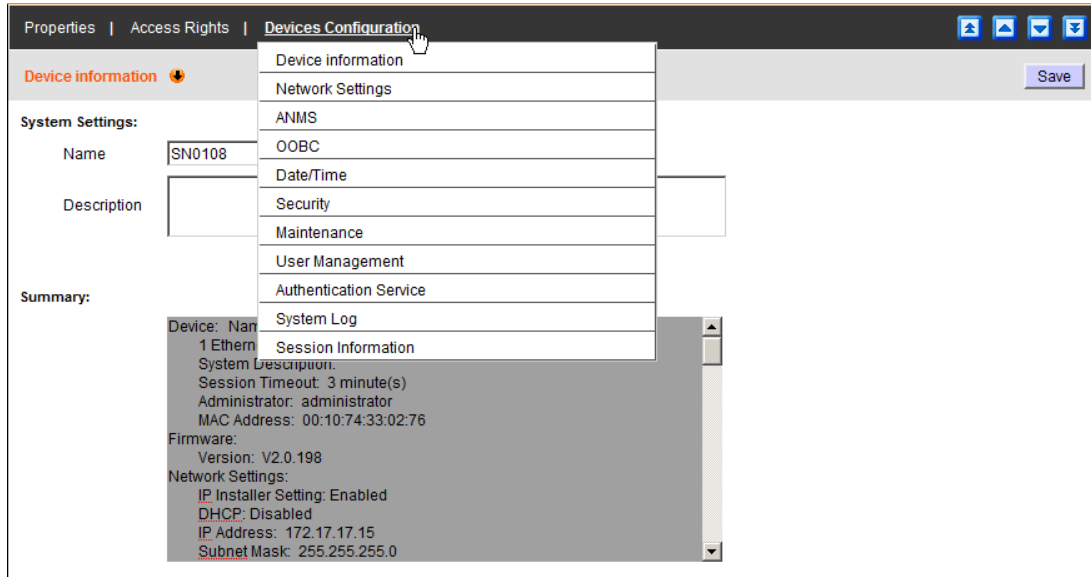 Properties | Access Rights | Devices Configuration
Device information
Save
Device information
Network Settings
ANMS
OOBC
Date/Time
Security
Maintenance
User Management
Authentication Service
System Log
Session Information
System Settings:
Name SN0108
Description
Summary:
Device: Nam
1 Ethern
System Description:
Session Timeout: 3 minute(s)
Administrator: administrator
MAC Address: 00:10:74:33:02:76
Firmware:
Version: V2.0.198
Network Settings:
IP Installer Setting: Enabled
DHCP: Disabled
IP Address: 172.17.17.15
Subnet Mask: 255.255.255.0